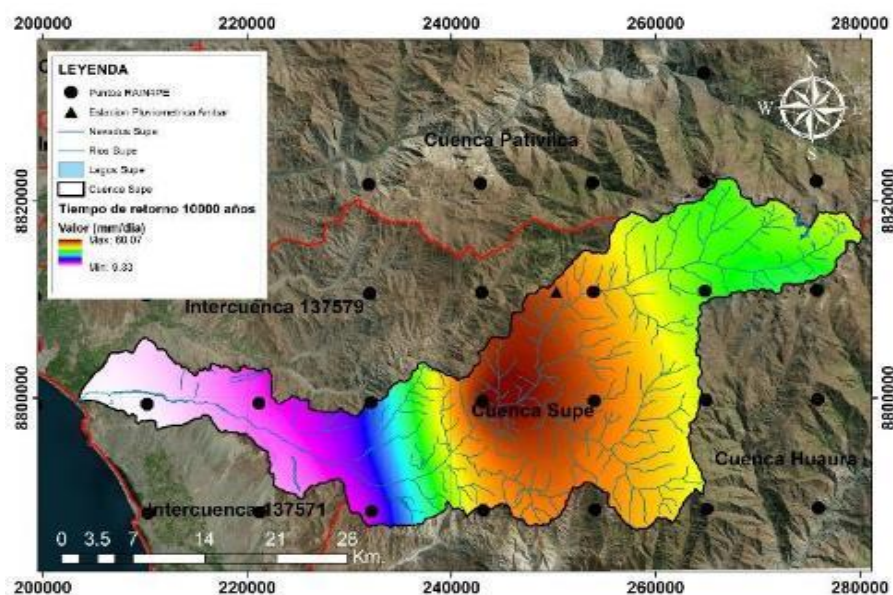 200000 220000 240000 260000 280000
LEYENDA
Puntos RAIN4PE
Estacion Pluviometrica Ambar
Nevados Supe
Rios Supe
Lagos Supe
Cuenca Supe
Tiempo de retorno 10000 años
Valor (mm/dia)
Max: 60.07
Min: 9.33
N
W E
S
Cuenca Pativilca
8820000 8820000
Intercuenca 137579
8800000 8800000
Cuenca Supe
Cuenca Huaura
Intercuenca 137571
0 3.5 7 14 21 28
Km.
200000 220000 240000 260000 280000